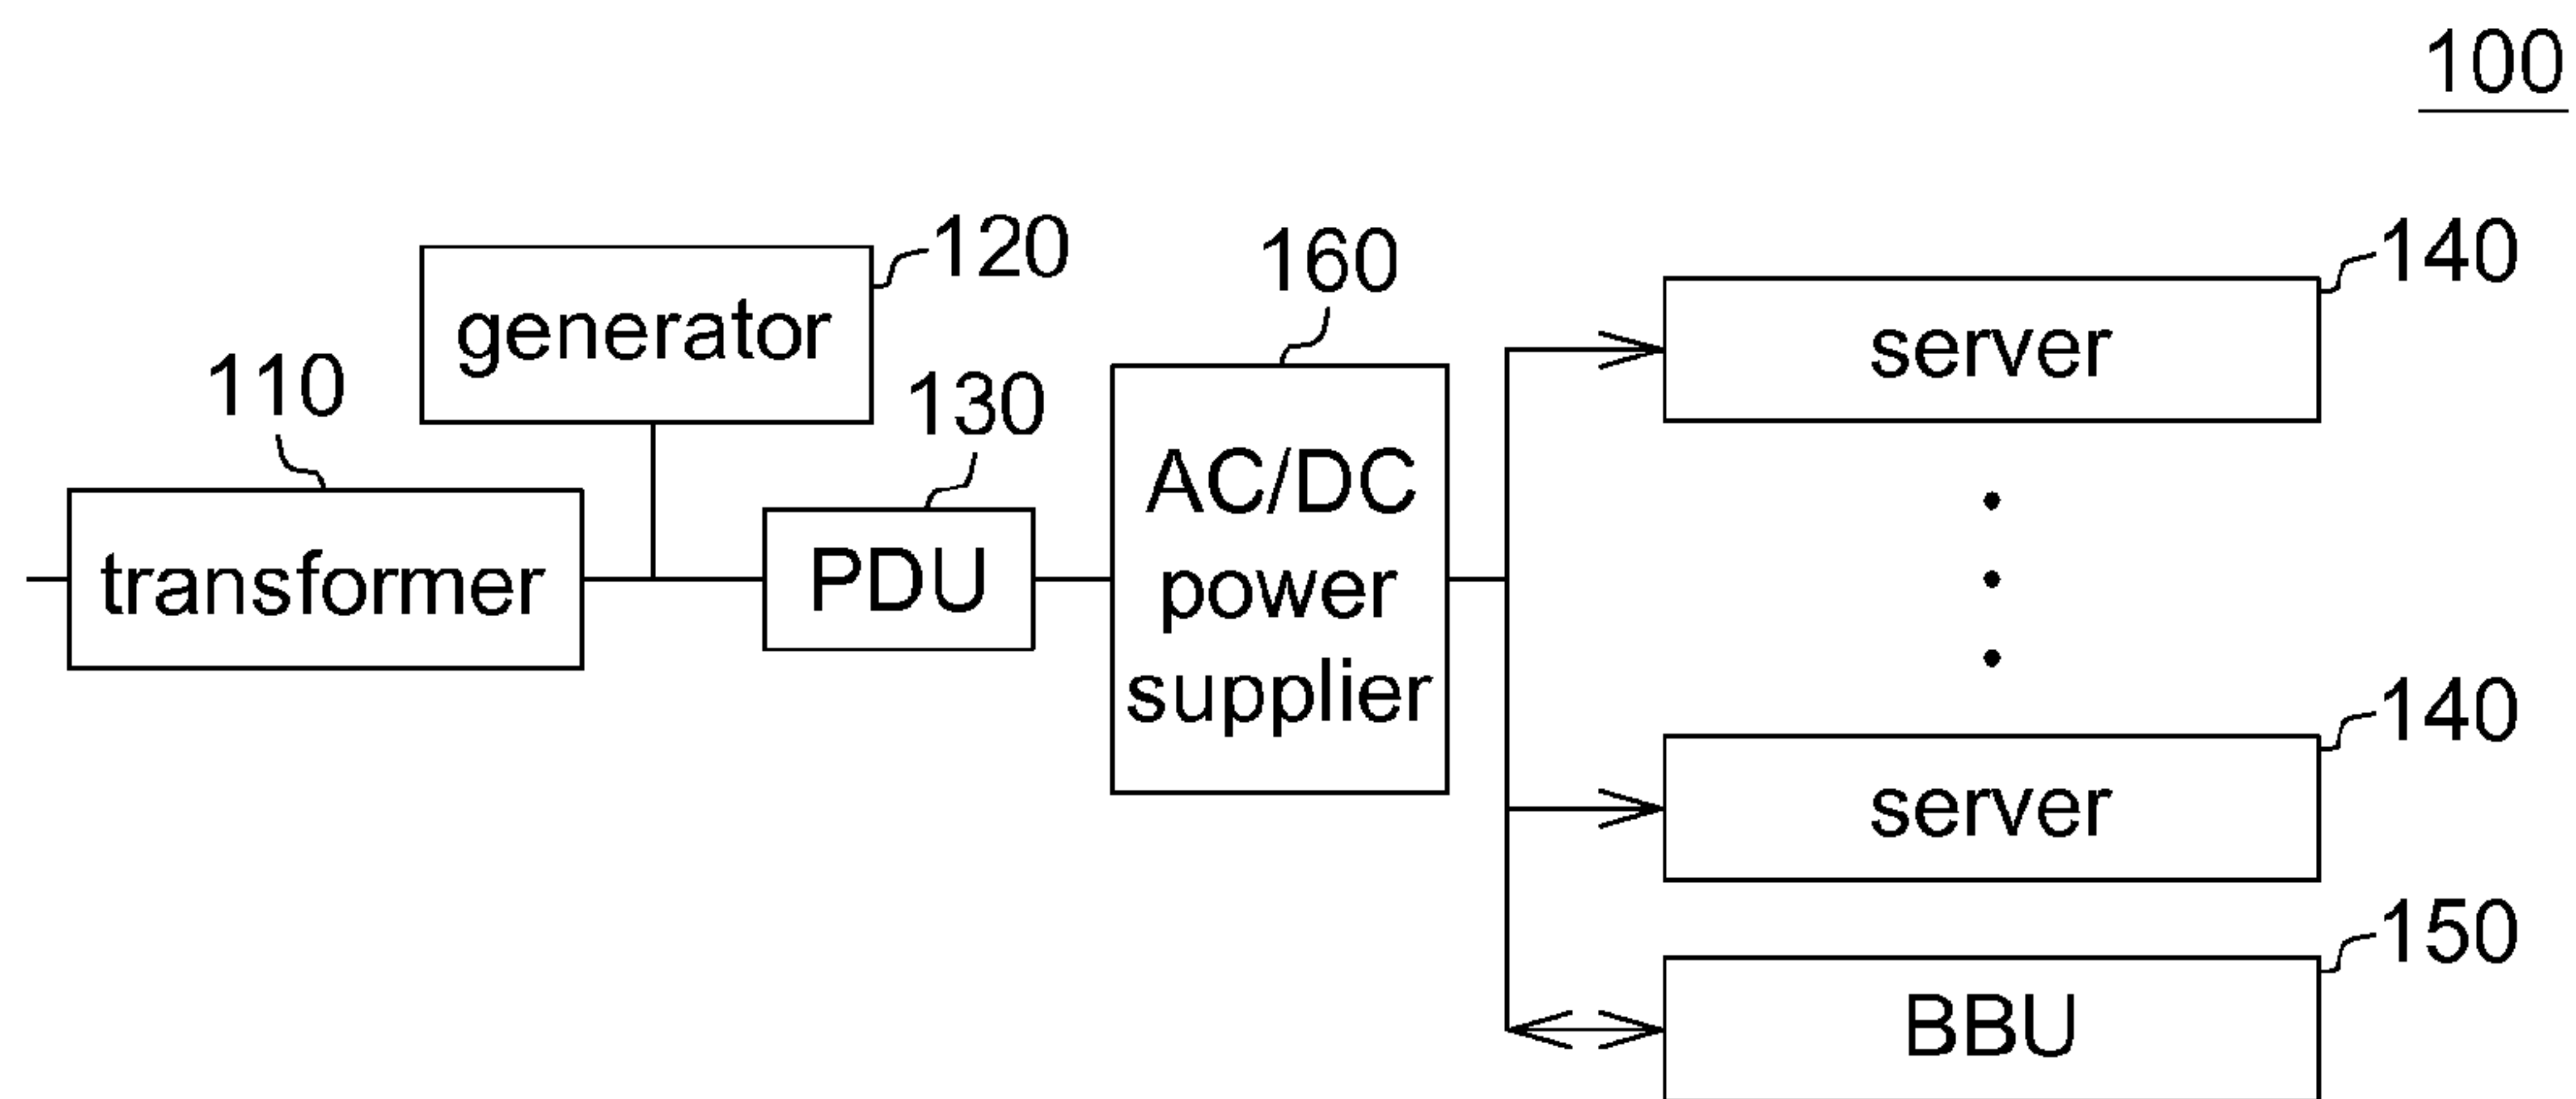 100
120
generator
110
transformer
130
PDU
160
AC/DC
power
supplier
140
server
140
server
150
BBU